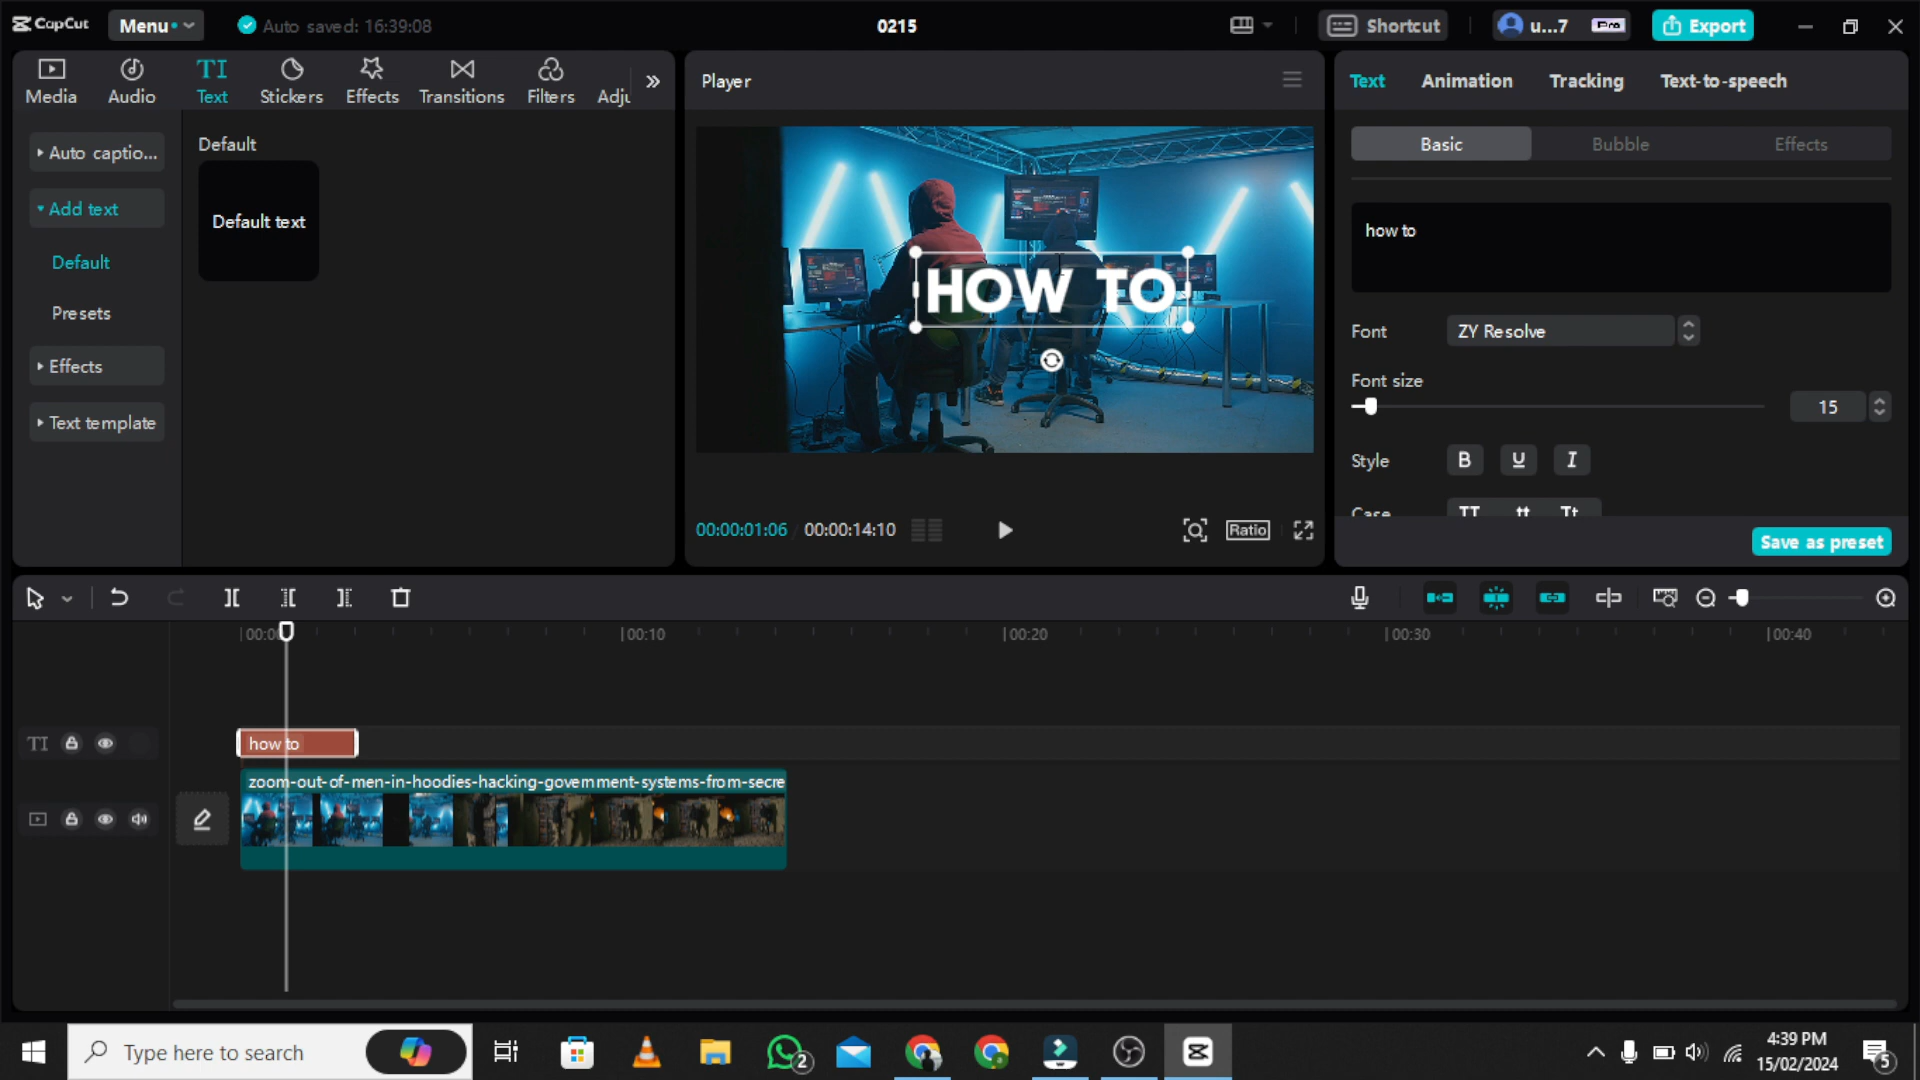 CapCut
Menu
Auto saved: 16:39:08
0215
Shortcut
u...7
Pro
Export
Media
Audio
TI
Text
Stickers
Effects
Transitions
Filters
Adju
Player
Text
Animation
Tracking
Text-to-speech
Auto captio...
Add text
Default
Presets
Effects
Text template
Default
Default text
HOW TO
00:00:01:06
00:00:14:10
Ratio
Basic
Bubble
Effects
how to
Font
ZY Resolve
Font size
15
Style
B U I
Case
TT tt Tt
Save as preset
00:00
00:10
00:20
00:30
00:40
TI
how to
zoom-out-of-men-in-hoodies-hacking-government-systems-from-secre
Type here to search
2
4:39 PM
15/02/2024
5